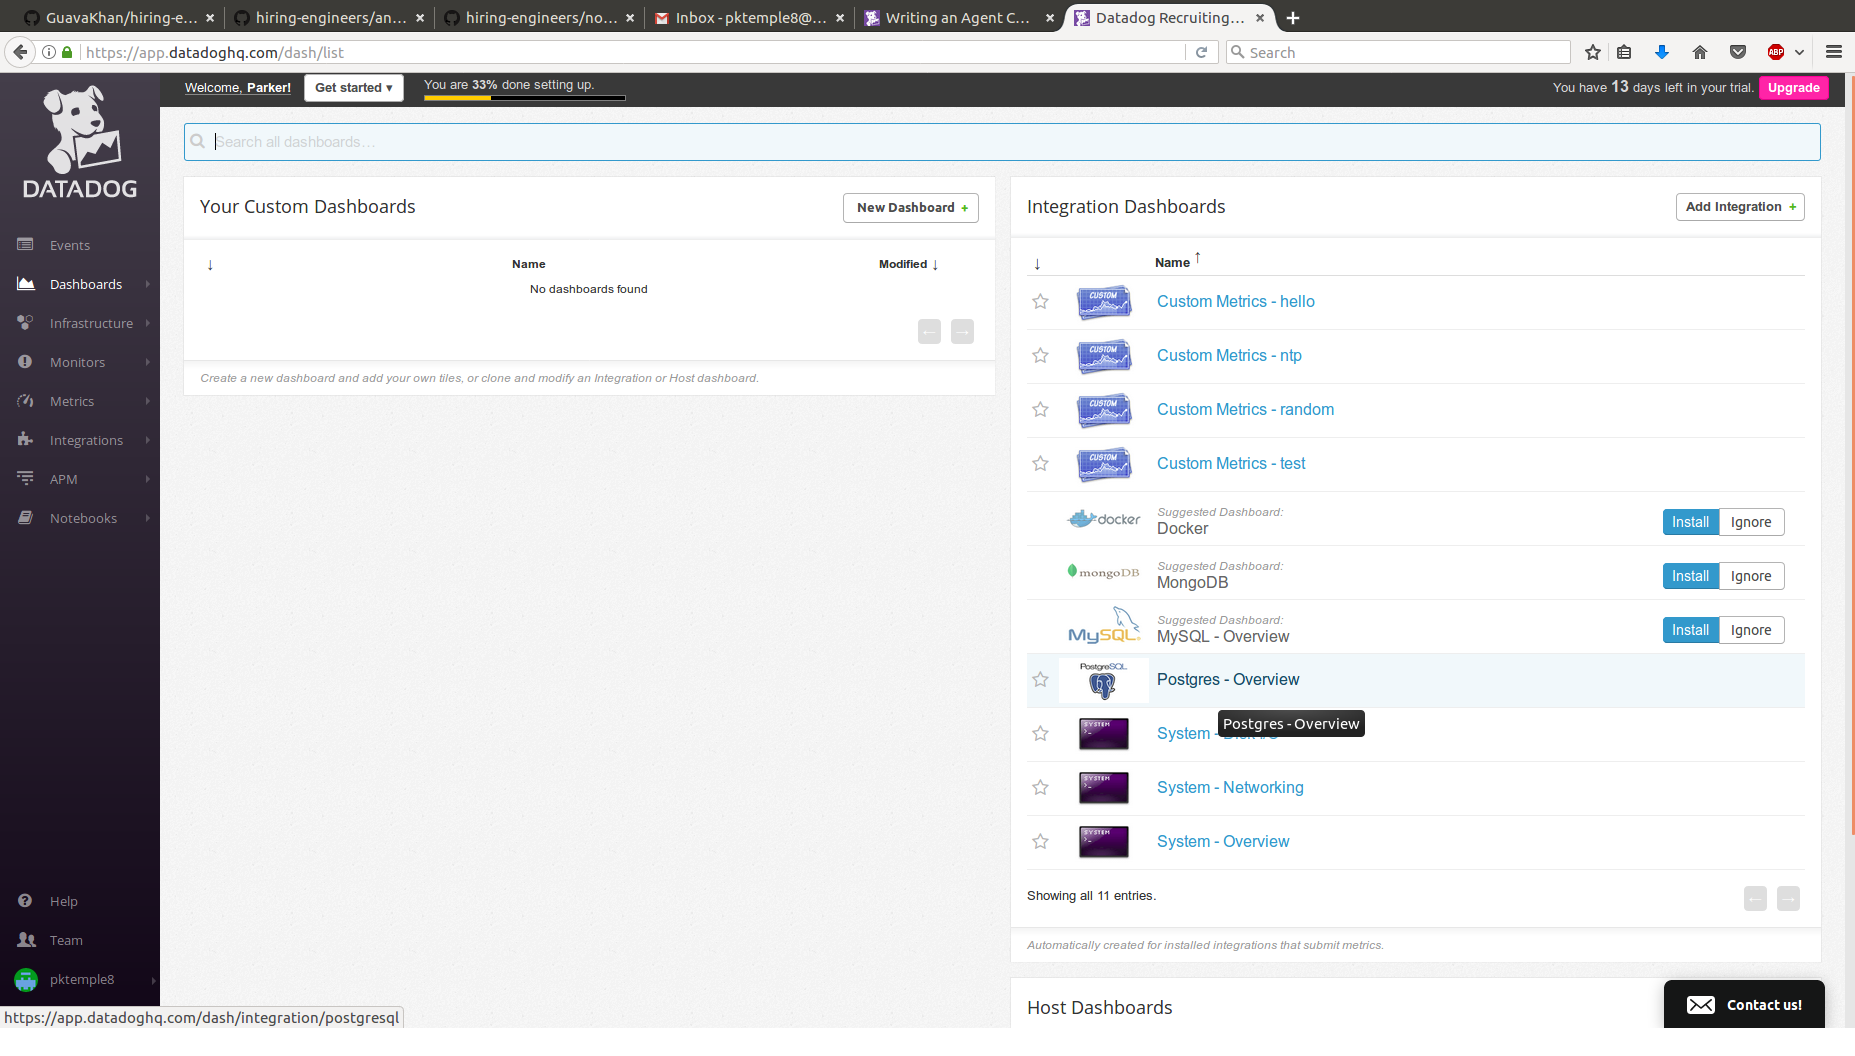 GuavaKhan/hiring-e...
hiring-engineers/an...
hiring-engineers/no...
Inbox - pktemple8@...
Writing an Agent C...
Datadog Recruiting...
https://app.datadoghq.com/dash/list
Search
ABP
DATADOG
Welcome, Parker!
Get started ▾
You are 33% done setting up.
You have 13 days left in your trial.
Upgrade
Events
Dashboards
Infrastructure
Monitors
Metrics
Integrations
APM
Notebooks
Help
Team
pktemple8
Search all dashboards...
Your Custom Dashboards
New Dashboard +
↓ Name Modified ↓
No dashboards found
← →
Create a new dashboard and add your own tiles, or clone and modify an Integration or Host dashboard.
Integration Dashboards
Add Integration +
↓ Name ↑
CUSTOM Custom Metrics - hello
CUSTOM Custom Metrics - ntp
CUSTOM Custom Metrics - random
CUSTOM Custom Metrics - test
docker
Suggested Dashboard:
Docker
Install Ignore
mongoDB
Suggested Dashboard:
MongoDB
Install Ignore
MySQL
Suggested Dashboard:
MySQL - Overview
Install Ignore
PostgreSQL
Postgres - Overview
Postgres - Overview
SYSTEM System -
SYSTEM System - Networking
SYSTEM System - Overview
Showing all 11 entries.
← →
Automatically created for installed integrations that submit metrics.
Host Dashboards
Contact us!
https://app.datadoghq.com/dash/integration/postgresql